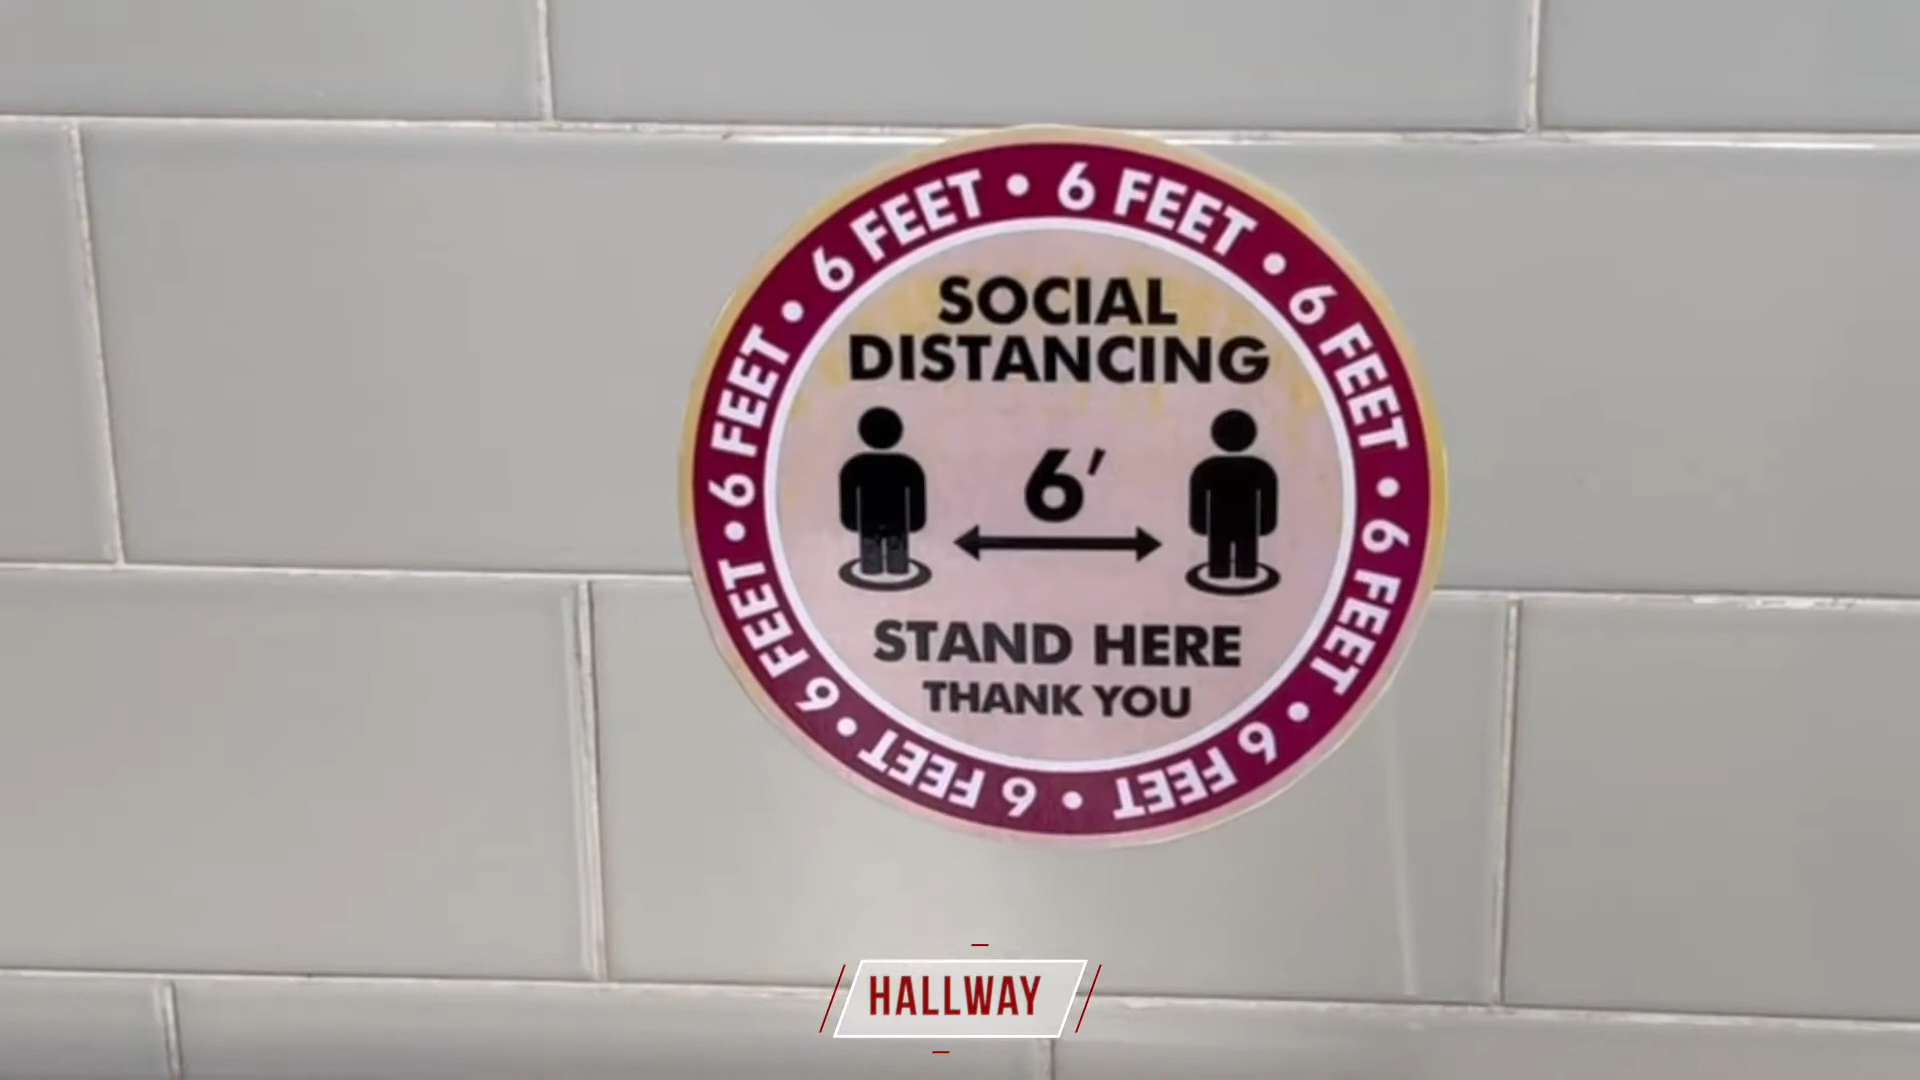 6 FEET • 6 FEET • 6 FEET • 6 FEET • 6 FEET • 6 FEET • 6 FEET • 6 FEET •
SOCIAL
DISTANCING
6'
STAND HERE
THANK YOU
HALLWAY